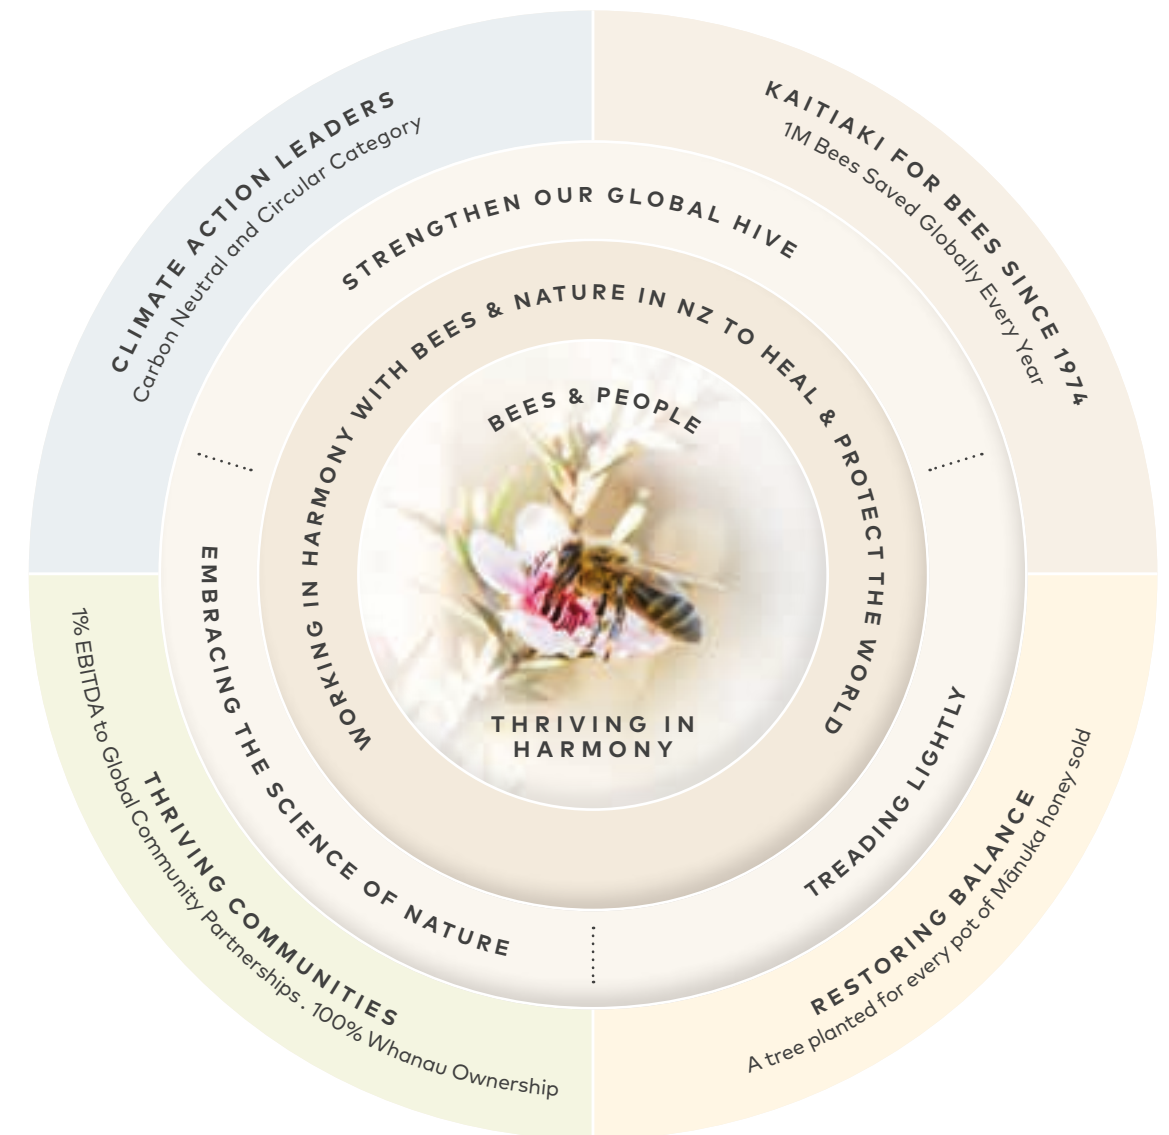 CLIMATE ACTION LEADERS
Carbon Neutral and Circular Category
KAITIAKI FOR BEES SINCE 1974
1M Bees Saved Globally Every Year
STRENGTHEN OUR GLOBAL HIVE
WORKING IN HARMONY WITH BEES & NATURE IN NZ TO HEAL & PROTECT THE WORLD
BEES & PEOPLE
THRIVING IN
HARMONY
EMBRACING THE SCIENCE OF NATURE
TREADING LIGHTLY
THRIVING COMMUNITIES
1% EBITDA to Global Community Partnerships . 100% Whanau Ownership
RESTORING BALANCE
A tree planted for every pot of Mānuka honey sold